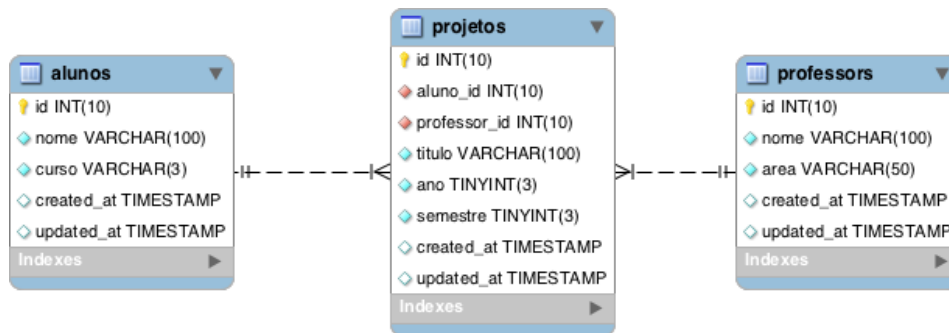 alunos
id INT(10)
nome VARCHAR(100)
curso VARCHAR(3)
created_at TIMESTAMP
updated_at TIMESTAMP
Indexes
projetos
id INT(10)
aluno_id INT(10)
professor_id INT(10)
titulo VARCHAR(100)
ano TINYINT(3)
semestre TINYINT(3)
created_at TIMESTAMP
updated_at TIMESTAMP
Indexes
professors
id INT(10)
nome VARCHAR(100)
area VARCHAR(50)
created_at TIMESTAMP
updated_at TIMESTAMP
Indexes